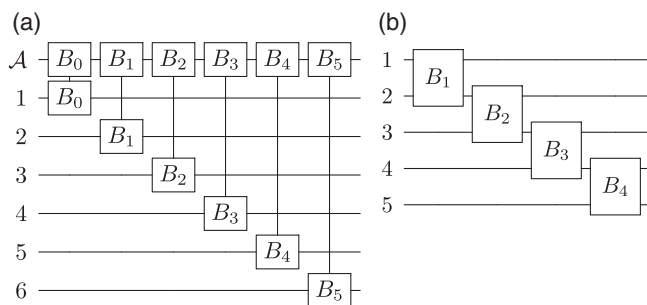 (a)
𝒜 B₀ B₁ B₂ B₃ B₄ B₅
1 B₀
2 B₁
3 B₂
4 B₃
5 B₄
6 B₅
(b)
1
B₁
2
B₂
3
B₃
4
B₄
5